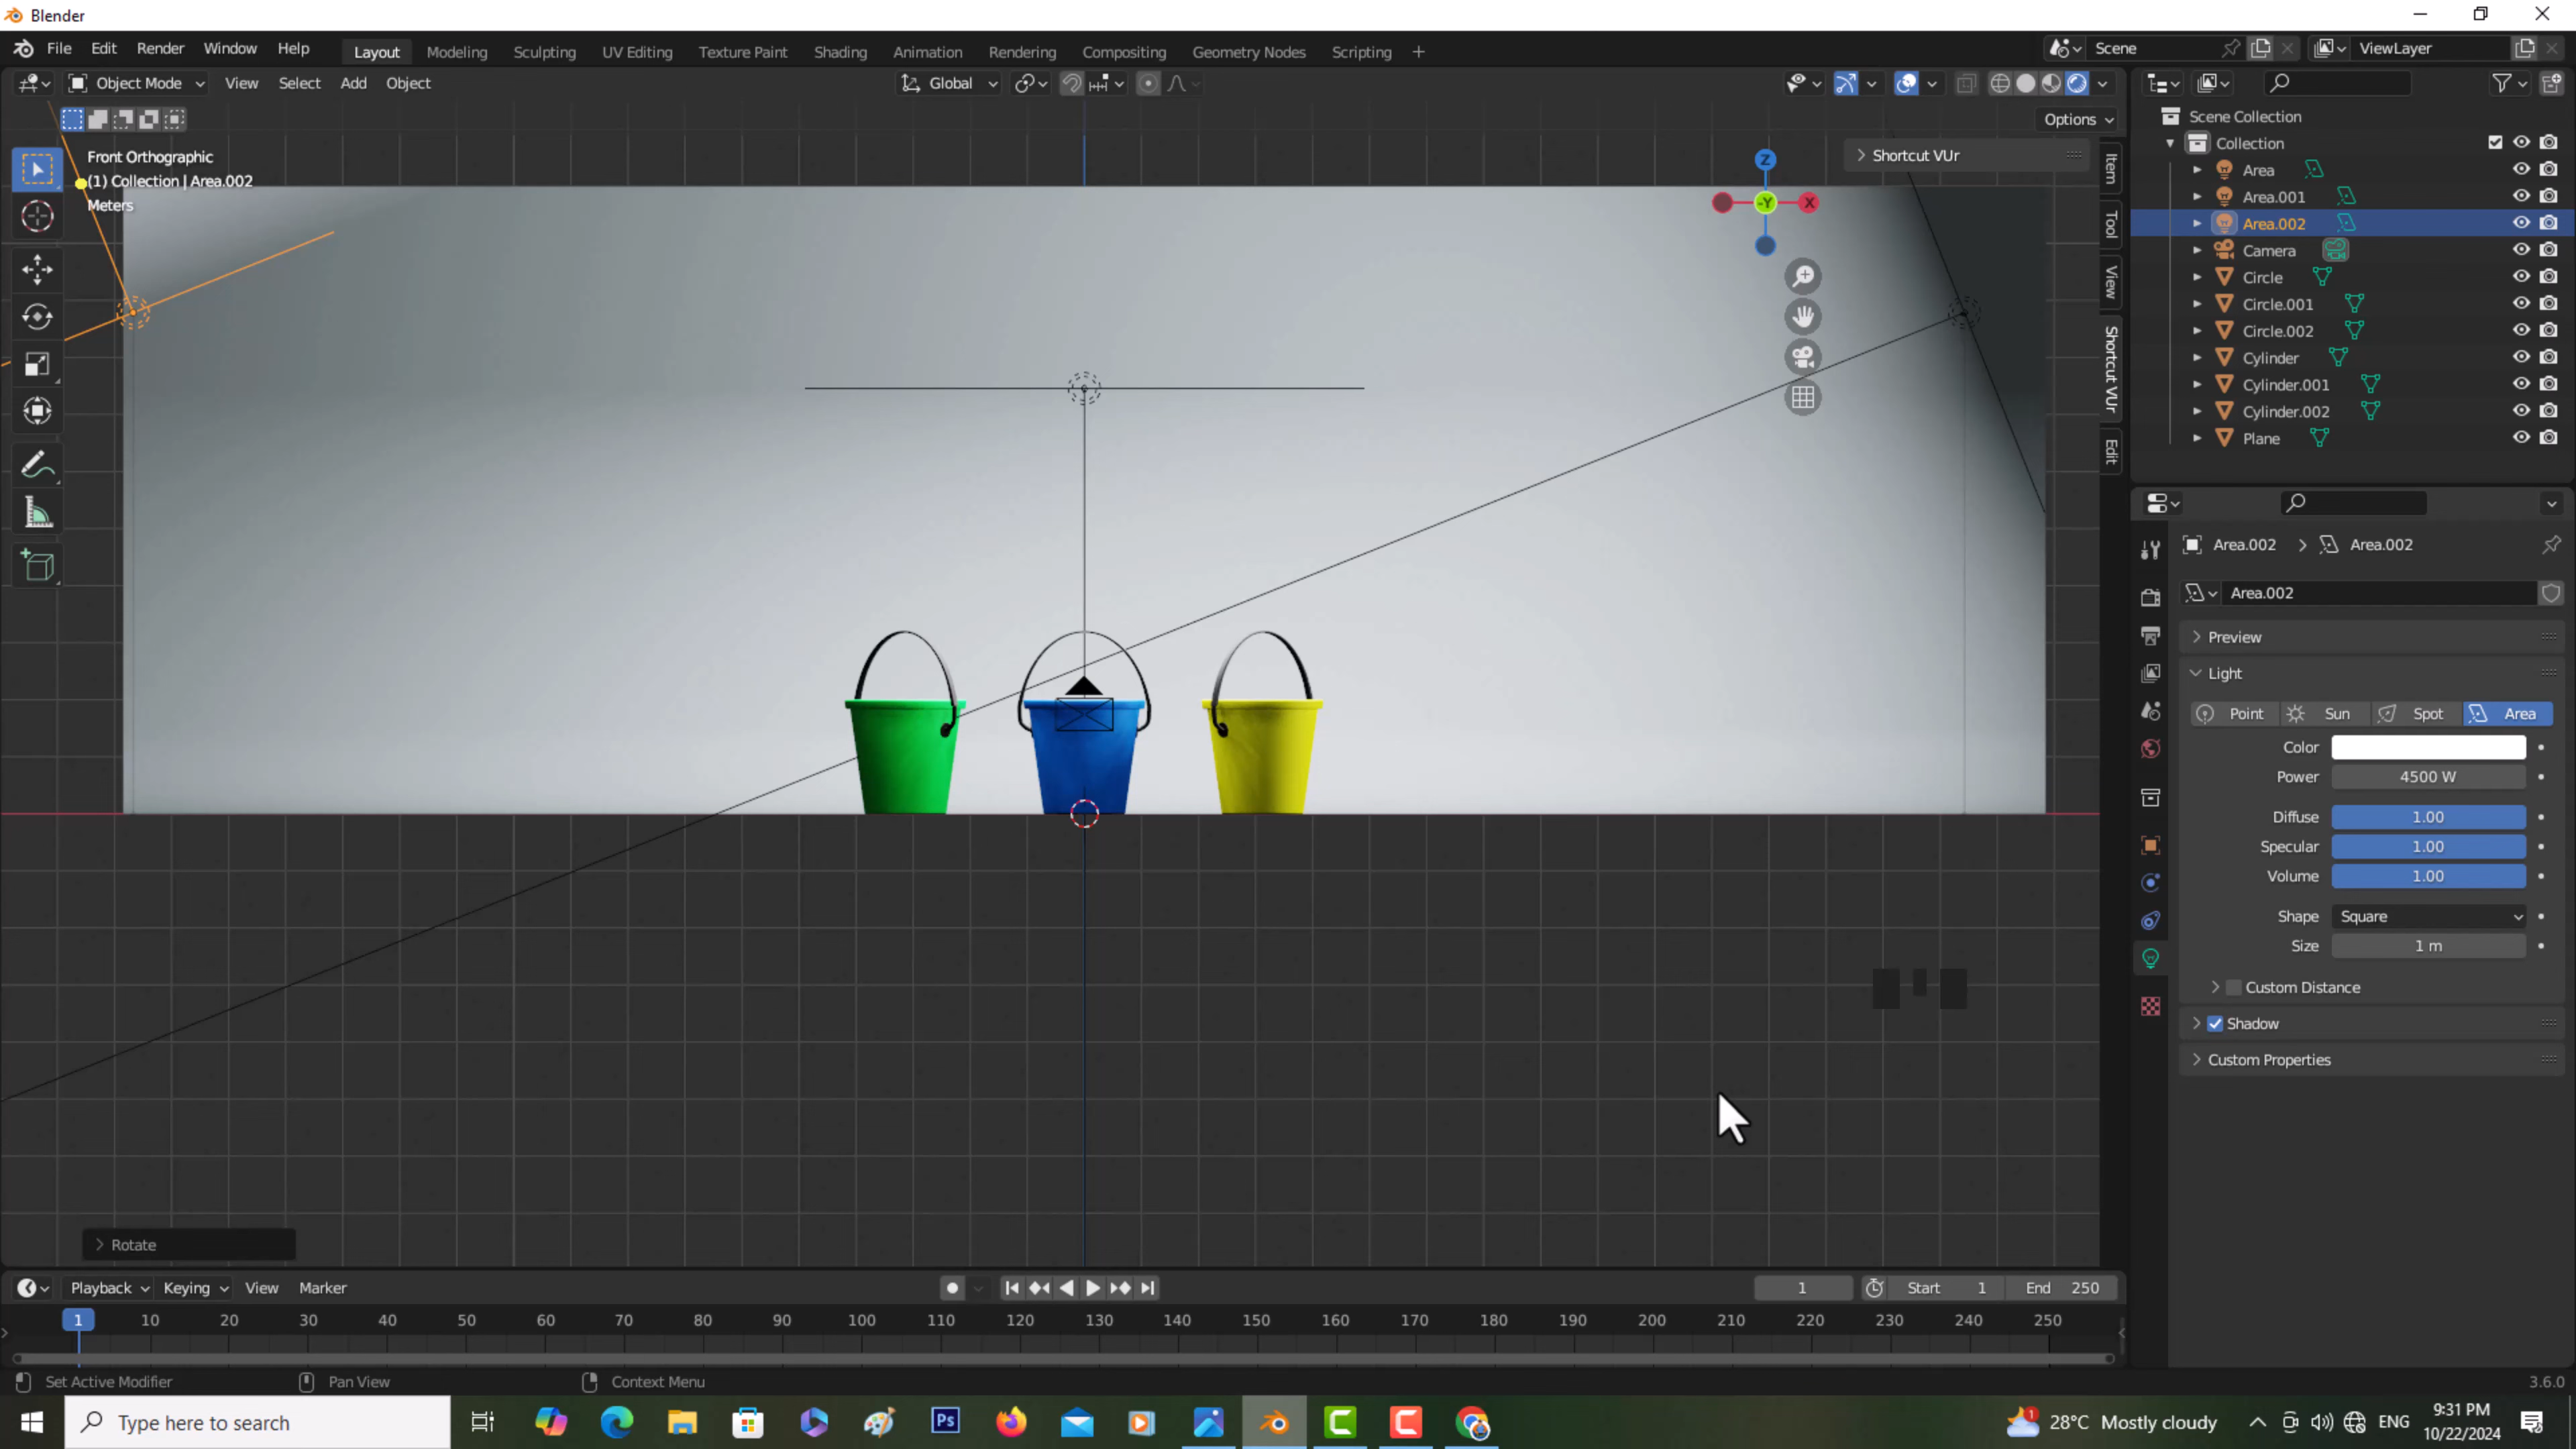 Blender
File Edit Render Window Help Layout Modeling Sculpting UV Editing Texture Paint Shading Animation Rendering Compositing Geometry Nodes Scripting + Scene ViewLayer
Object Mode View Select Add Object Global
Options
Front Orthographic
(1) Collection | Area.002
Meters
Shortcut VUr
Z
-Y X
Item
Tool
View
Shortcut VUr
Edit
Rotate
Scene Collection
Collection
Area
Area.001
Area.002
Camera
Circle
Circle.001
Circle.002
Cylinder
Cylinder.001
Cylinder.002
Plane
Area.002 > Area.002
Area.002
Preview
Light
Point Sun Spot Area
Color
Power 4500 W
Diffuse 1.00
Specular 1.00
Volume 1.00
Shape Square
Size 1 m
Custom Distance
Shadow
Custom Properties
Playback Keying View Marker 1 Start 1 End 250
1 10 20 30 40 50 60 70 80 90 100 110 120 130 140 150 160 170 180 190 200 210 220 230 240 250
Set Active Modifier Pan View Context Menu 3.6.0
Type here to search Ps 1 28°C Mostly cloudy ENG 9:31 PM
10/22/2024